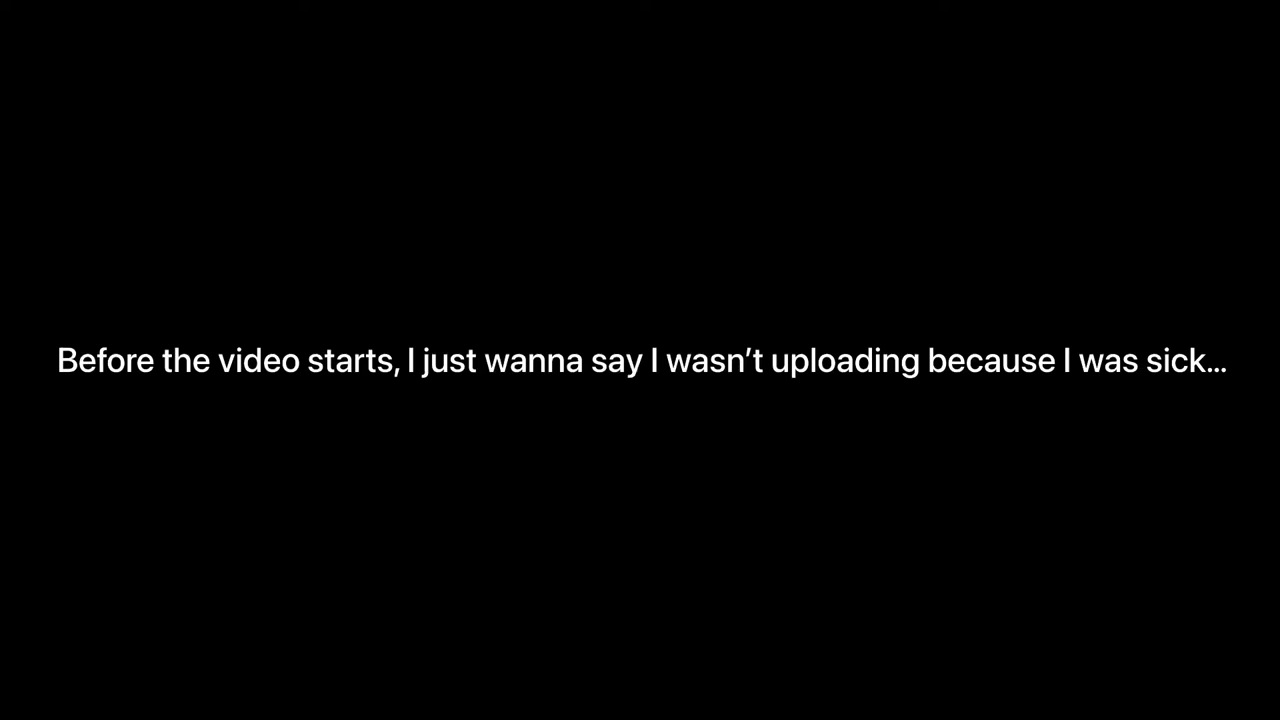 Before the video starts, I just wanna say I wasn’t uploading because I was sick…